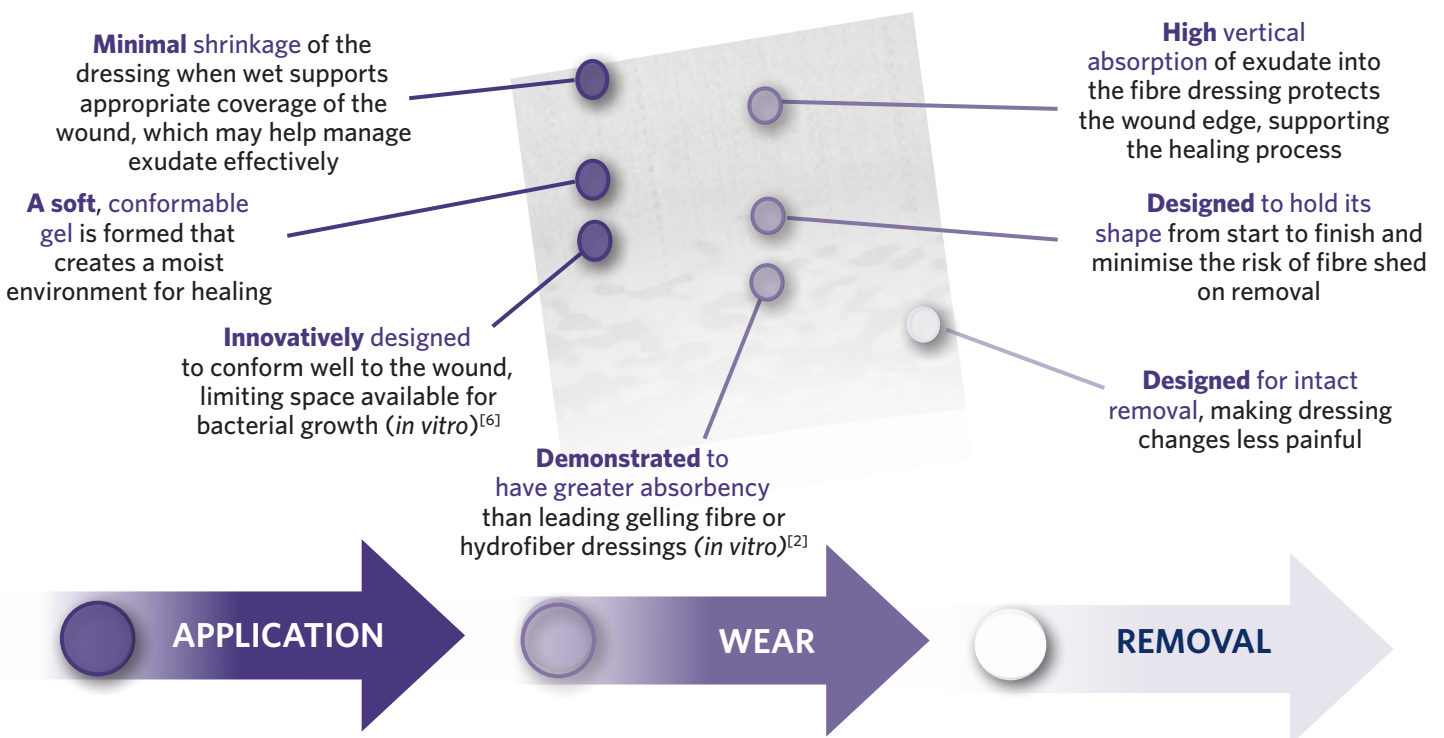 Minimal shrinkage of the
dressing when wet supports
appropriate coverage of the
wound, which may help manage
exudate effectively
A soft, conformable
gel is formed that
creates a moist
environment for healing
Innovatively designed
to conform well to the wound,
limiting space available for
bacterial growth (in vitro)[6]
Demonstrated to
have greater absorbency
than leading gelling fibre or
hydrofiber dressings (in vitro)[2]
High vertical
absorption of exudate into
the fibre dressing protects
the wound edge, supporting
the healing process
Designed to hold its
shape from start to finish and
minimise the risk of fibre shed
on removal
Designed for intact
removal, making dressing
changes less painful
APPLICATION
WEAR
REMOVAL